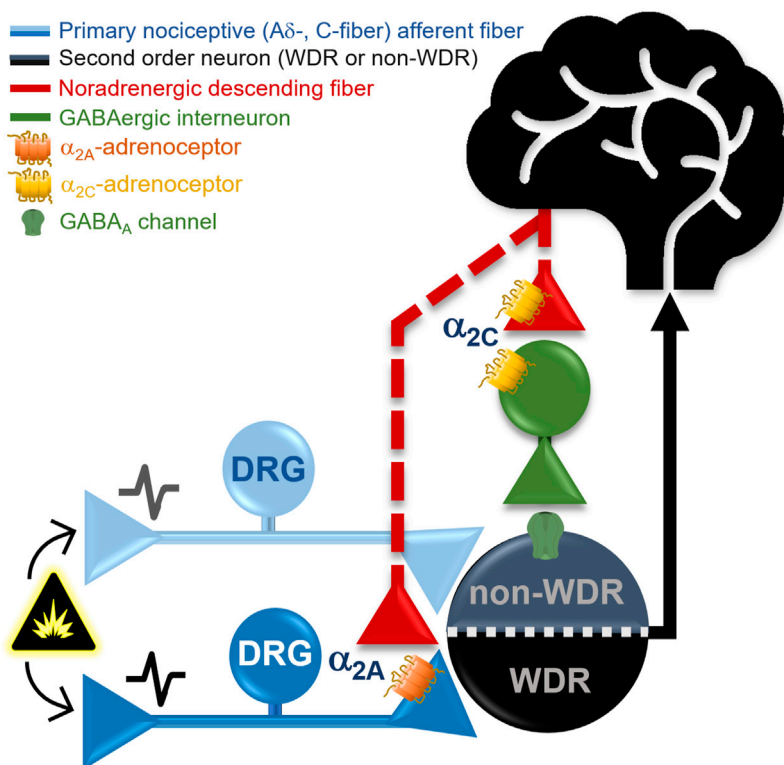 Primary nociceptive (Aδ-, C-fiber) afferent fiber
Second order neuron (WDR or non-WDR)
Noradrenergic descending fiber
GABAergic interneuron
α2A-adrenoceptor
α2C-adrenoceptor
GABAA channel
α2C
DRG
non-WDR
DRG
α2A
WDR